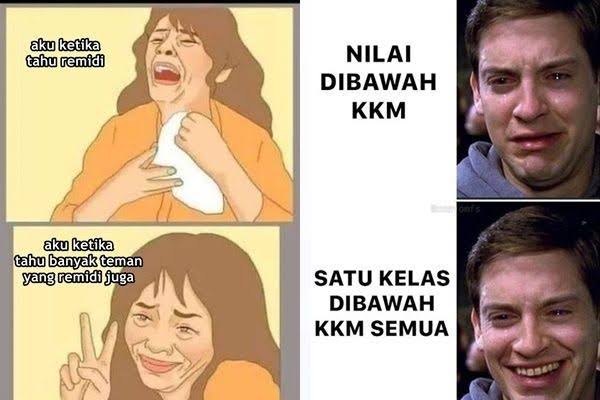 aku ketika
tahu remidi
aku ketika
tahu banyak teman
yang remidi juga
NILAI
DIBAWAH
KKM
SATU KELAS
DIBAWAH
KKM SEMUA